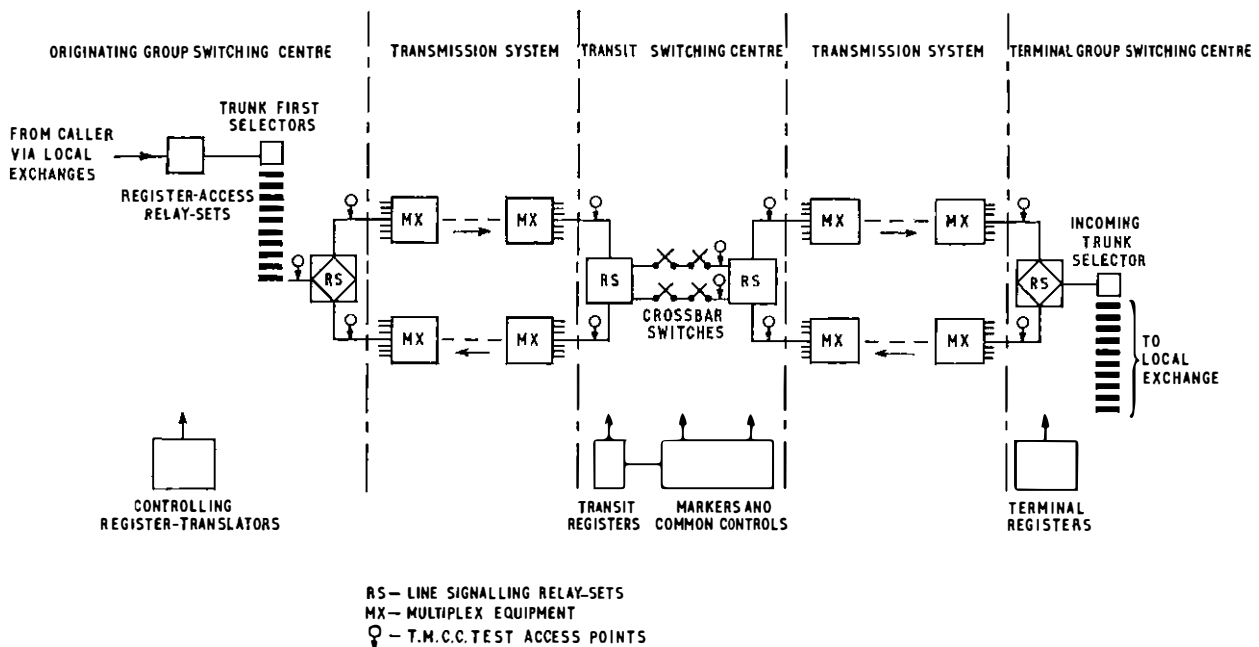 ORIGINATING GROUP SWITCHING CENTRE
TRANSMISSION SYSTEM
TRANSIT SWITCHING CENTRE
TRANSMISSION SYSTEM
TERMINAL GROUP SWITCHING CENTRE
TRUNK FIRST
SELECTORS
FROM CALLER
VIA LOCAL
EXCHANGES
REGISTER-ACCESS
RELAY-SETS
MX
MX
MX
MX
INCOMING
TRUNK
SELECTOR
RS
RS
RS
RS
CROSSBAR
SWITCHES
MX
MX
MX
MX
TO
LOCAL
EXCHANGE
CONTROLLING
REGISTER-TRANSLATORS
TRANSIT
REGISTERS
MARKERS AND
COMMON CONTROLS
TERMINAL
REGISTERS
RS — LINE SIGNALLING RELAY-SETS
MX — MULTIPLEX EQUIPMENT
– T.M.C.C. TEST ACCESS POINTS